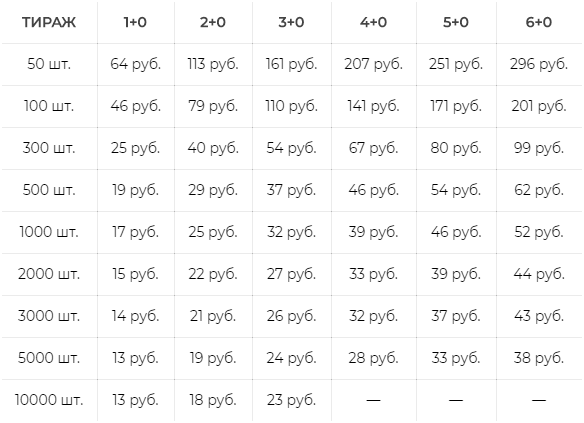 ТИРАЖ 1+0 2+0 3+0 4+0 5+0 6+0
50 шт. 64 руб. 113 руб. 161 руб. 207 руб. 251 руб. 296 руб.
100 шт. 46 руб. 79 руб. 110 руб. 141 руб. 171 руб. 201 руб.
300 шт. 25 руб. 40 руб. 54 руб. 67 руб. 80 руб. 99 руб.
500 шт. 19 руб. 29 руб. 37 руб. 46 руб. 54 руб. 62 руб.
1000 шт. 17 руб. 25 руб. 32 руб. 39 руб. 46 руб. 52 руб.
2000 шт. 15 руб. 22 руб. 27 руб. 33 руб. 39 руб. 44 руб.
3000 шт. 14 руб. 21 руб. 26 руб. 32 руб. 37 руб. 43 руб.
5000 шт. 13 руб. 19 руб. 24 руб. 28 руб. 33 руб. 38 руб.
10000 шт. 13 руб. 18 руб. 23 руб. — — —